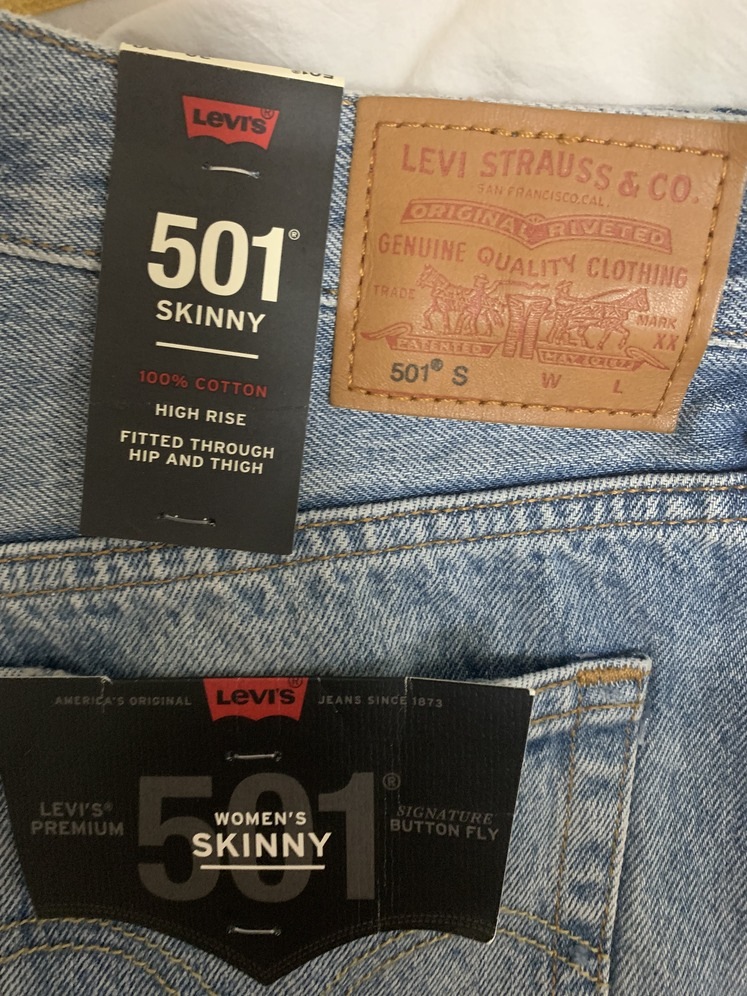 LEVI'S®
501®
SKINNY
100% COTTON
HIGH RISE
FITTED THROUGH
HIP AND THIGH
LEVI STRAUSS & CO.
SAN FRANCISCO, CAL.
ORIGINAL RIVETED
GENUINE QUALITY CLOTHING
TRADE MARK
XX
PATENTED MAY 20 1873
501® S W L
AMERICA'S ORIGINAL LEVI'S® JEANS SINCE 1873
501®
LEVI'S®
PREMIUM
WOMEN'S
SKINNY
SIGNATURE
BUTTON FLY